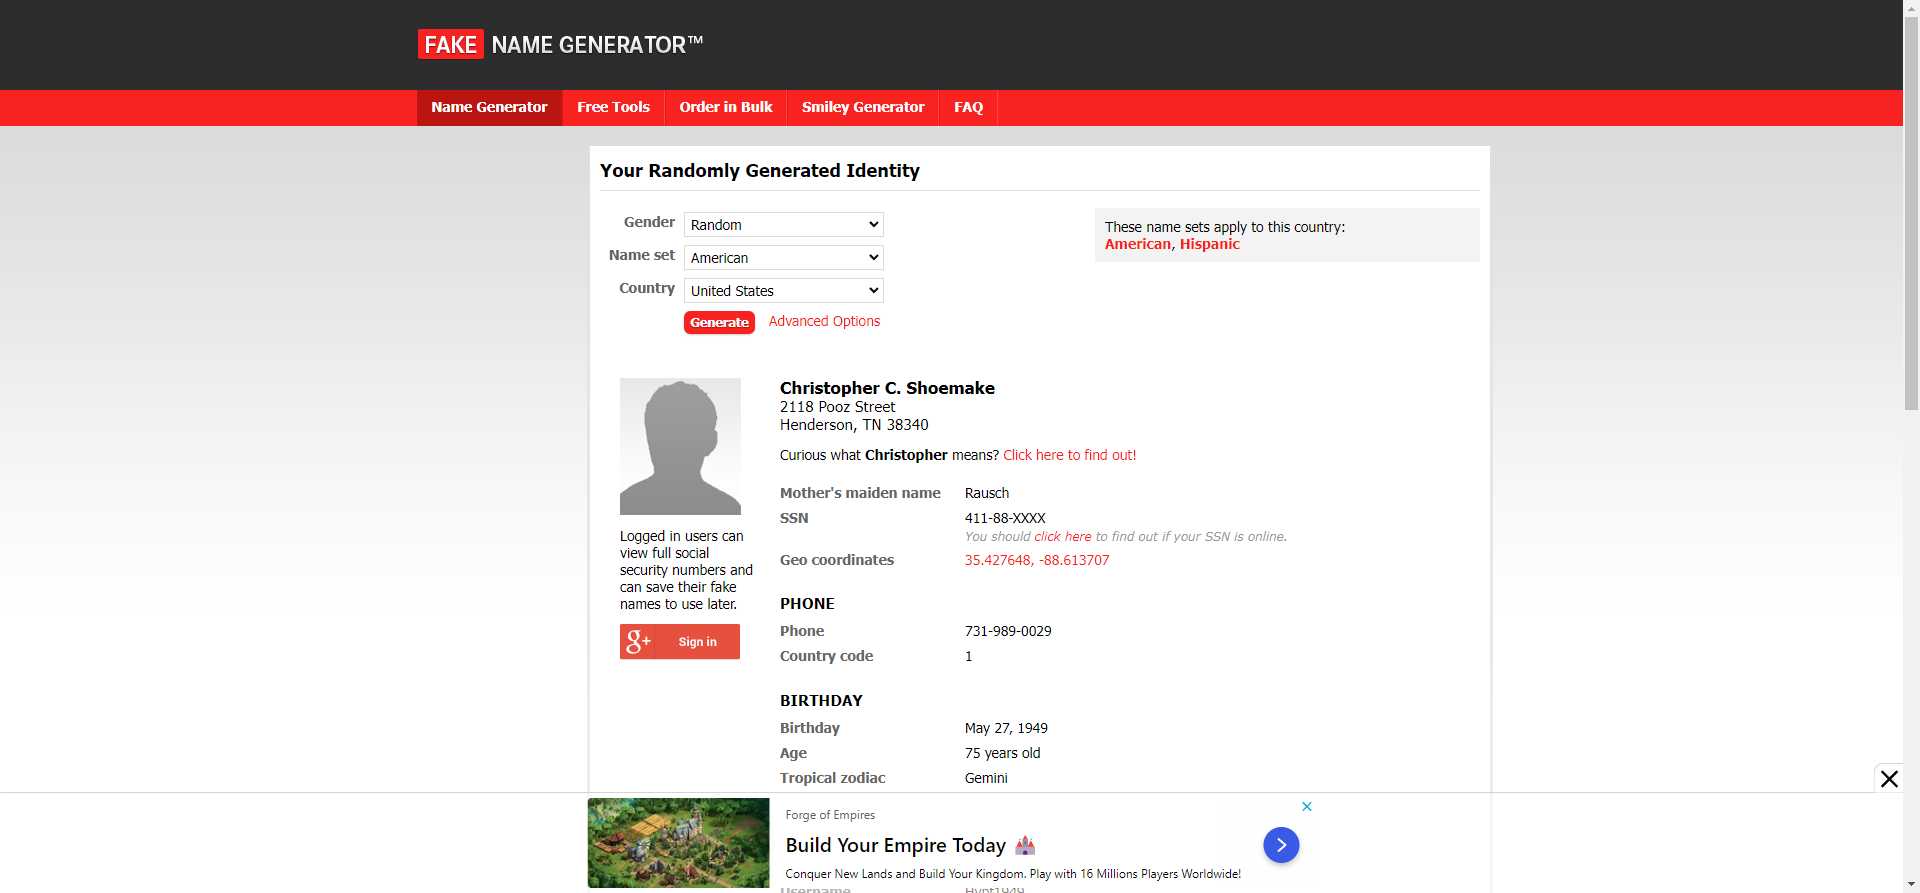 FAKE NAME GENERATOR™
Name Generator Free Tools Order in Bulk Smiley Generator FAQ
Your Randomly Generated Identity
Gender Random
Name set American
Country United States
Generate Advanced Options
These name sets apply to this country:
American, Hispanic
Christopher C. Shoemake
2118 Pooz Street
Henderson, TN 38340
Curious what Christopher means? Click here to find out!
Mother's maiden name Rausch
SSN 411-88-XXXX
You should click here to find out if your SSN is online.
Geo coordinates 35.427648, -88.613707
Logged in users can
view full social
security numbers and
can save their fake
names to use later.
g+ Sign in
PHONE
Phone 731-989-0029
Country code 1
BIRTHDAY
Birthday May 27, 1949
Age 75 years old
Tropical zodiac Gemini
Forge of Empires
Build Your Empire Today
Conquer New Lands and Build Your Kingdom. Play with 16 Millions Players Worldwide!
Username